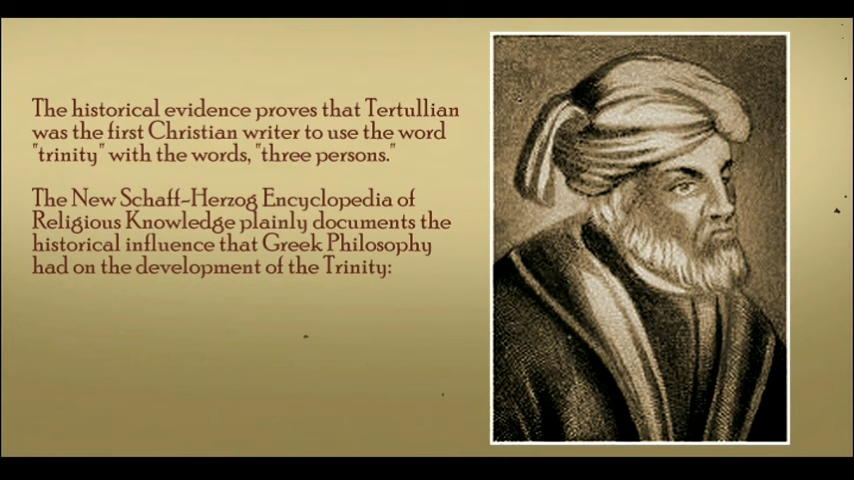 The historical evidence proves that Tertullian
was the first Christian writer to use the word
"trinity" with the words, "three persons."
The New Schaff-Herzog Encyclopedia of
Religious Knowledge plainly documents the
historical influence that Greek Philosophy
had on the development of the Trinity: